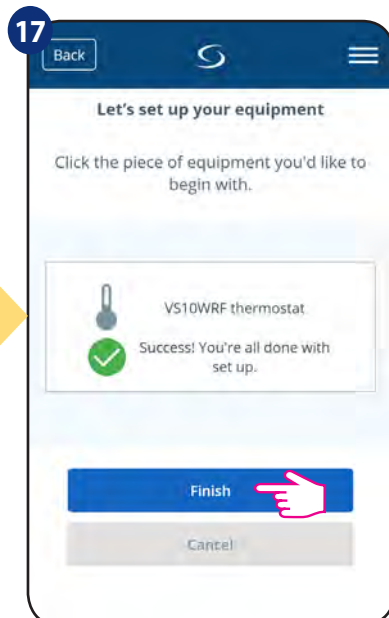 17
Back
Let's set up your equipment
Click the piece of equipment you'd like to
begin with.
VS10WRF thermostat
Success! You're all done with
set up.
Finish
Cancel